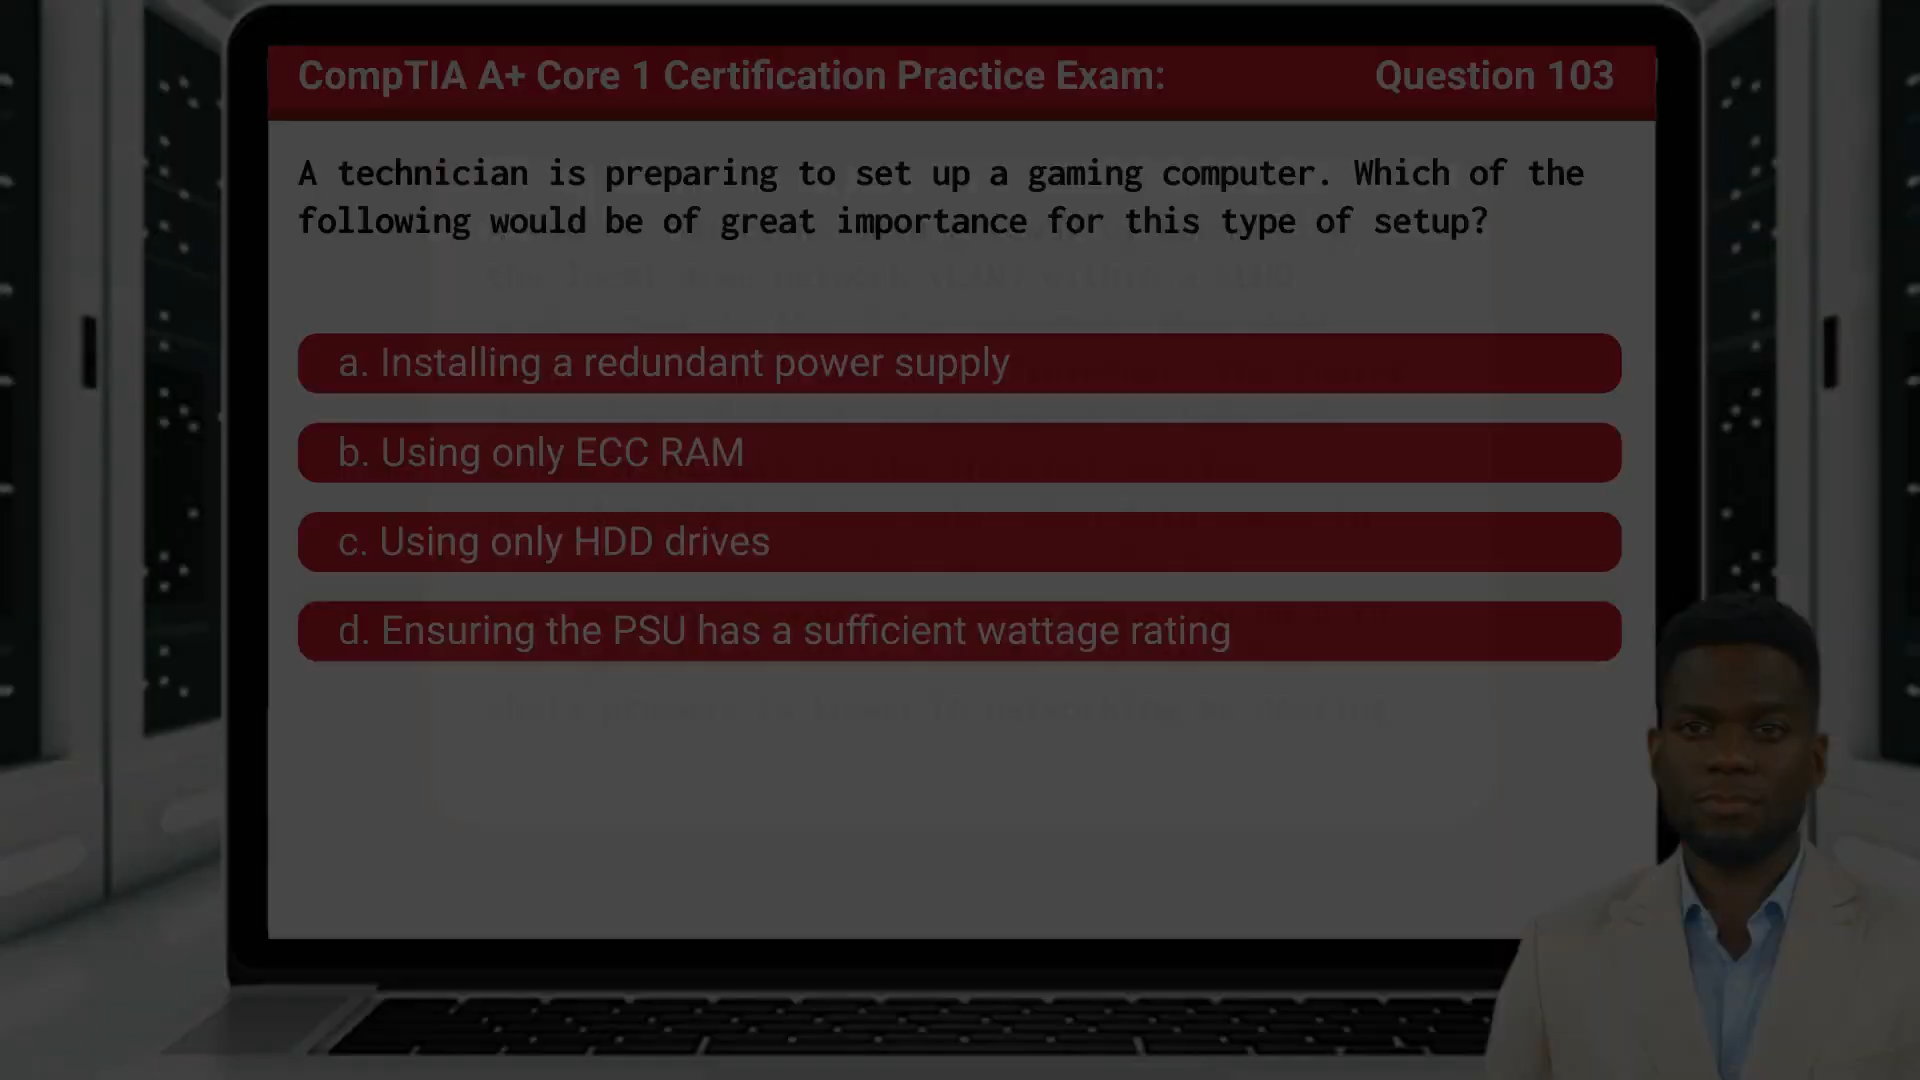 CompTIA A+ Core 1 Certification Practice Exam: Question 103
A technician is preparing to set up a gaming computer. Which of the
following would be of great importance for this type of setup?
a. Installing a redundant power supply
b. Using only ECC RAM
c. Using only HDD drives
d. Ensuring the PSU has a sufficient wattage rating